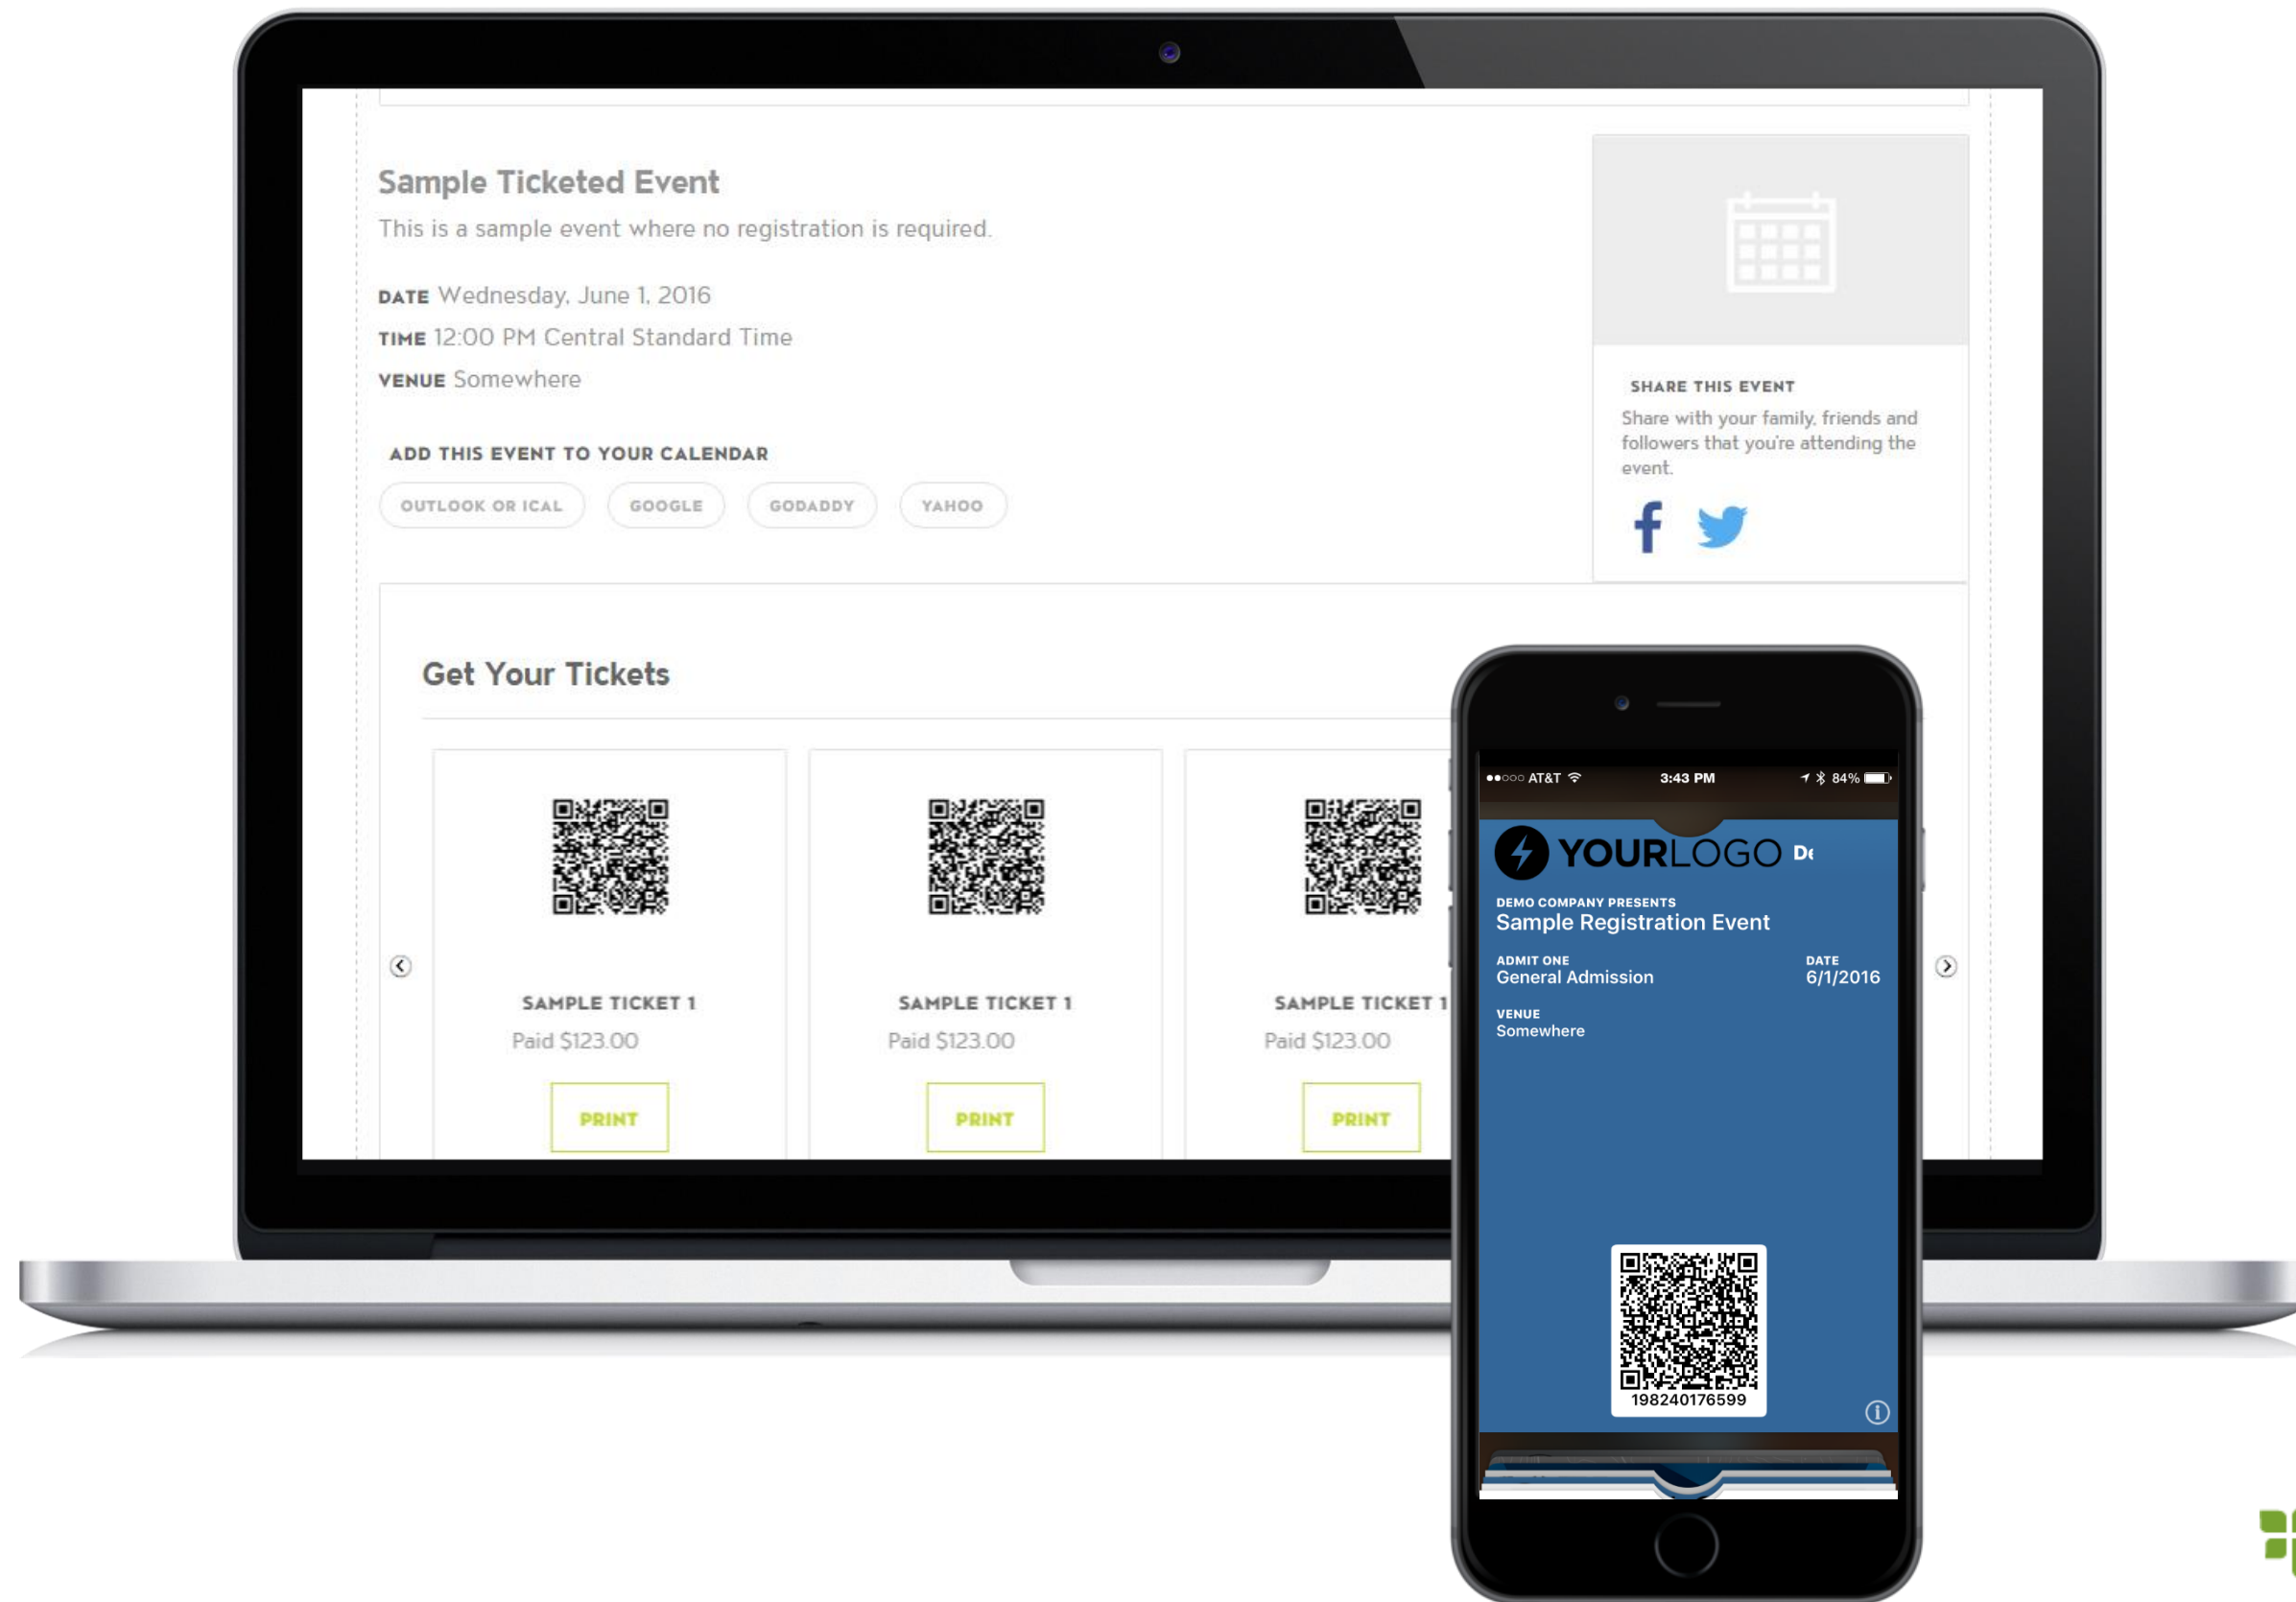 Sample Ticketed Event
This is a sample event where no registration is required.
DATE Wednesday, June 1, 2016
TIME 12:00 PM Central Standard Time
VENUE Somewhere
ADD THIS EVENT TO YOUR CALENDAR
OUTLOOK OR ICAL
GOOGLE
GODADDY
YAHOO
SHARE THIS EVENT
Share with your family, friends and
followers that you're attending the
event.
Get Your Tickets
SAMPLE TICKET 1
Paid $123.00
PRINT
SAMPLE TICKET 1
Paid $123.00
PRINT
SAMPLE TICKET 1
Paid $123.00
PRINT
AT&T
3:43 PM
84%
YOURLOGO
DEMO COMPANY PRESENTS
Sample Registration Event
ADMIT ONE
General Admission
DATE
6/1/2016
VENUE
Somewhere
198240176599